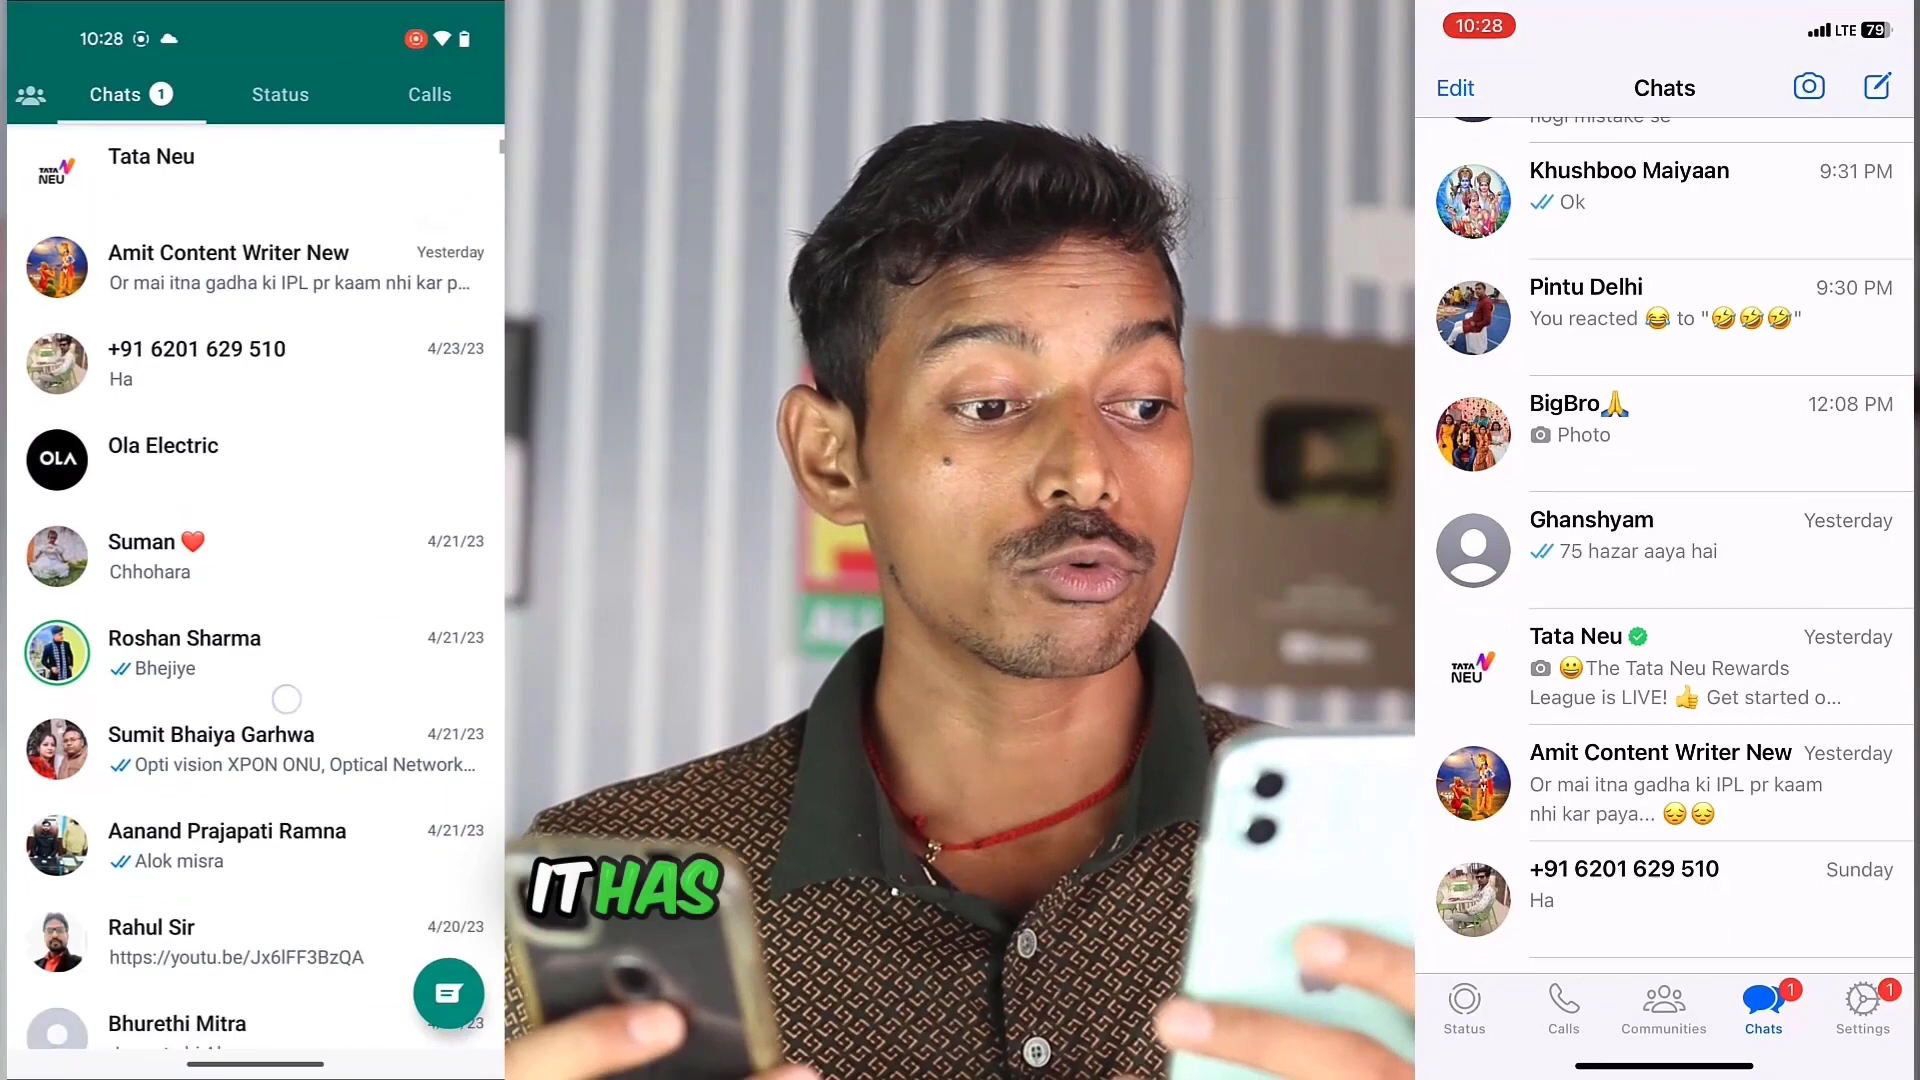 10:28
Chats 1
Status
Calls
TATA
NEU
Tata Neu
Amit Content Writer New
Yesterday
Or mai itna gadha ki IPL pr kaam nhi kar p...
+91 6201 629 510
4/23/23
Ha
OLA
Ola Electric
Suman ❤️
4/21/23
Chhohara
Roshan Sharma
4/21/23
Bhejiye
Sumit Bhaiya Garhwa
4/21/23
Opti vision XPON ONU, Optical Network...
Aanand Prajapati Ramna
4/21/23
Alok misra
Rahul Sir
4/20/23
https://youtu.be/Jx6lFF3BzQA
Bhurethi Mitra
IT HAS
10:28
LTE 79
Edit
Chats
hogi mistake se
Khushboo Maiyaan
9:31 PM
Ok
Pintu Delhi
9:30 PM
You reacted 😂 to "🤣🤣🤣"
BigBro🙏
12:08 PM
Photo
Ghanshyam
Yesterday
75 hazar aaya hai
TATA
NEU
Tata Neu
Yesterday
😀The Tata Neu Rewards
League is LIVE! 👍 Get started o...
Amit Content Writer New
Yesterday
Or mai itna gadha ki IPL pr kaam
nhi kar paya... 😔😔
+91 6201 629 510
Sunday
Ha
Status
Calls
Communities
1
Chats
1
Settings